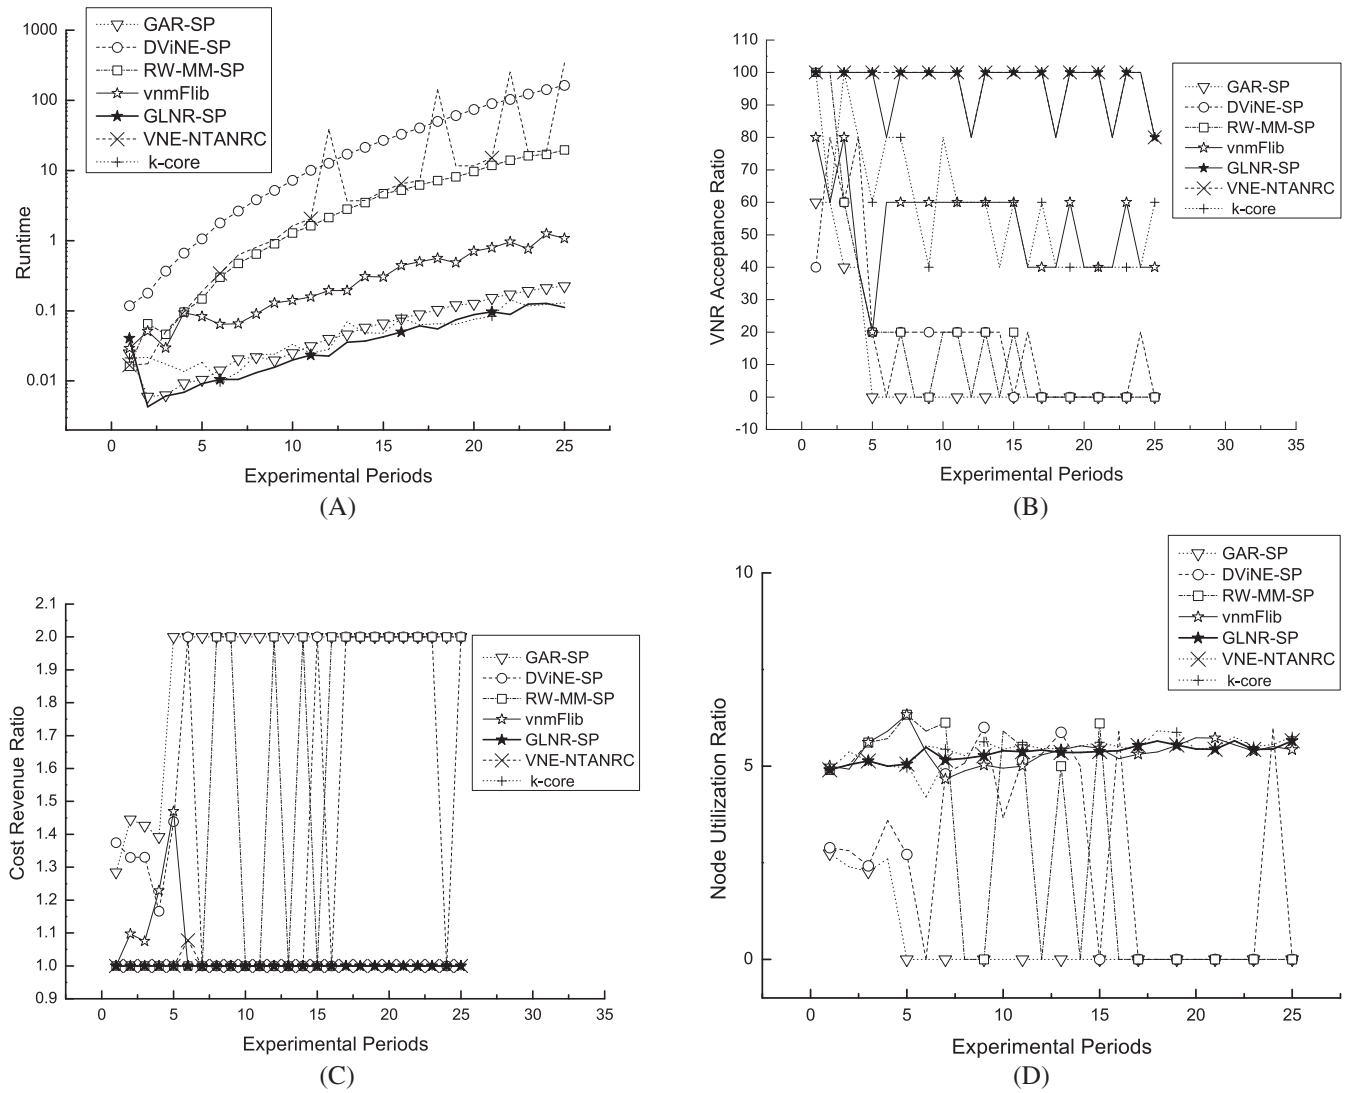 GAR-SP
DViNE-SP
RW-MM-SP
vnmFlib
GLNR-SP
VNE-NTANRC
k-core
1000
100
10
1
0.1
0.01
Runtime
0 5 10 15 20 25
Experimental Periods
(A)
GAR-SP
DViNE-SP
RW-MM-SP
vnmFlib
GLNR-SP
VNE-NTANRC
k-core
110
100
90
80
70
60
50
40
30
20
10
0
-10
VNR Acceptance Ratio
0 5 10 15 20 25 30 35
Experimental Periods
(B)
GAR-SP
DViNE-SP
RW-MM-SP
vnmFlib
GLNR-SP
VNE-NTANRC
k-core
2.1
2.0
1.9
1.8
1.7
1.6
1.5
1.4
1.3
1.2
1.1
1.0
0.9
Cost Revenue Ratio
0 5 10 15 20 25 30 35
Experimental Periods
(C)
GAR-SP
DViNE-SP
RW-MM-SP
vnmFlib
GLNR-SP
VNE-NTANRC
k-core
10
5
0
Node Utilization Ratio
0 5 10 15 20 25
Experimental Periods
(D)